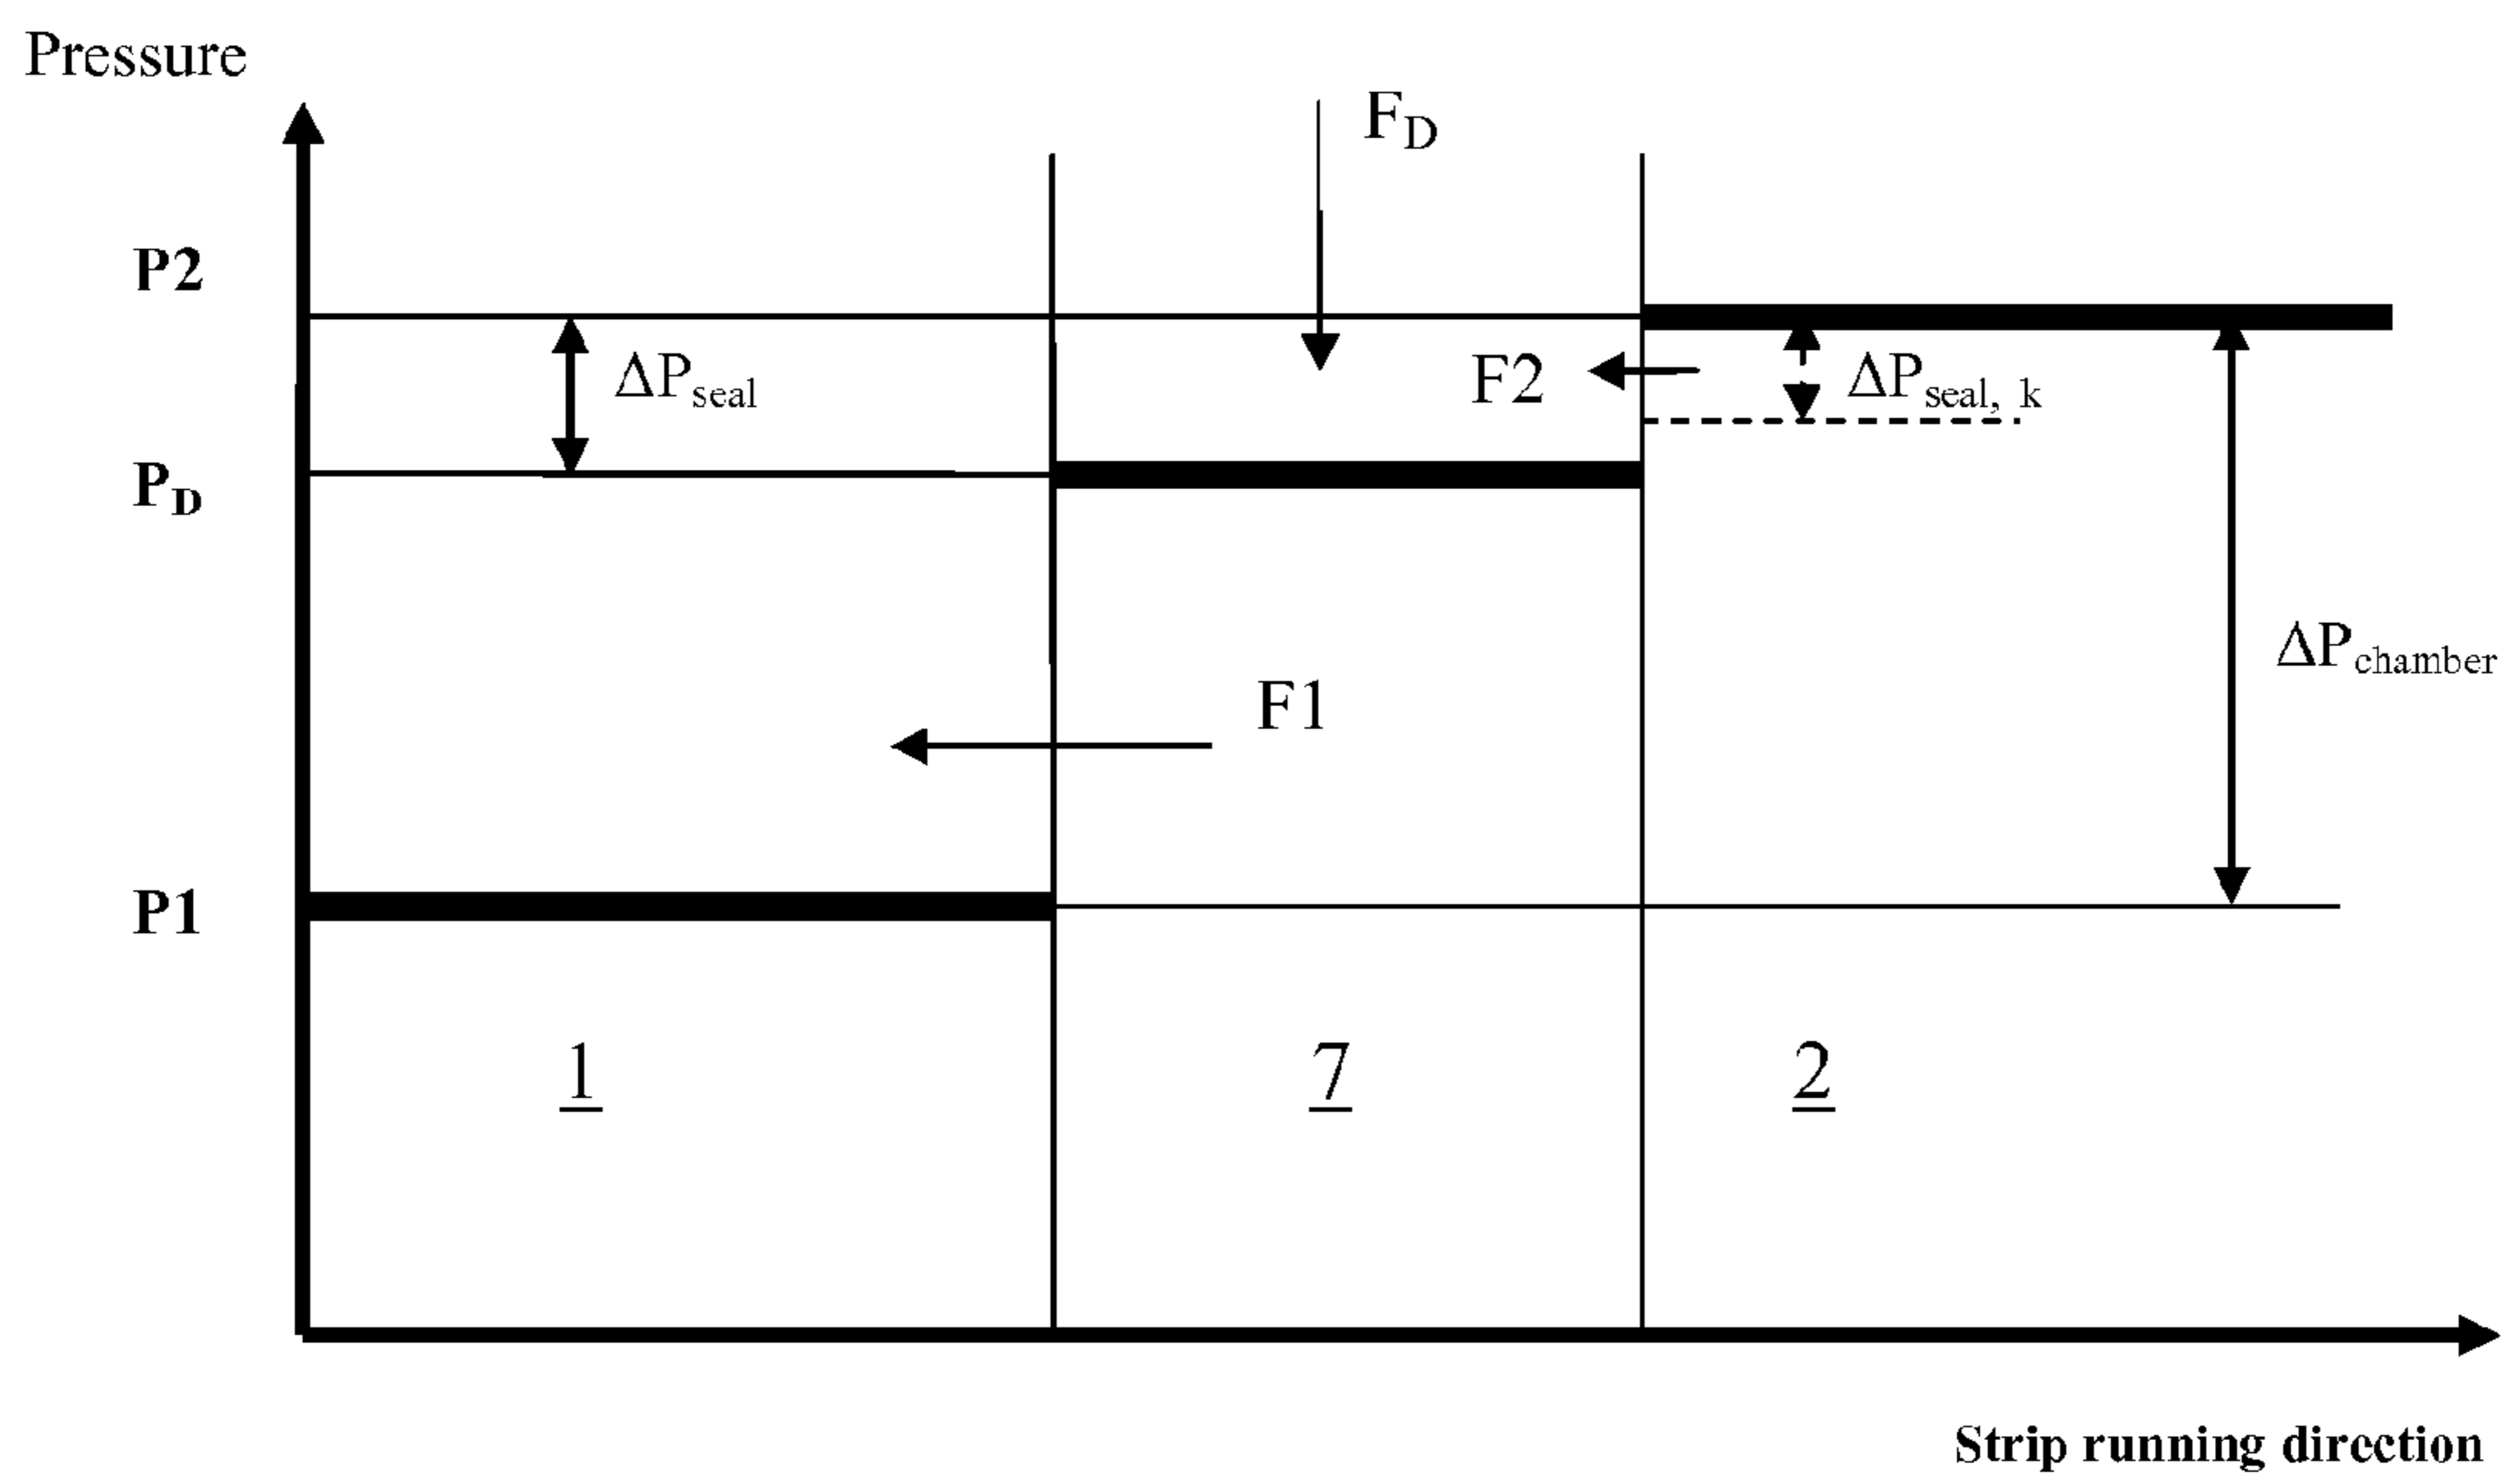 Pressure
F_D
P2
ΔP_seal
F2
ΔP_seal, k
P_D
F1
ΔP_chamber
P1
1
7
2
Strip running direction